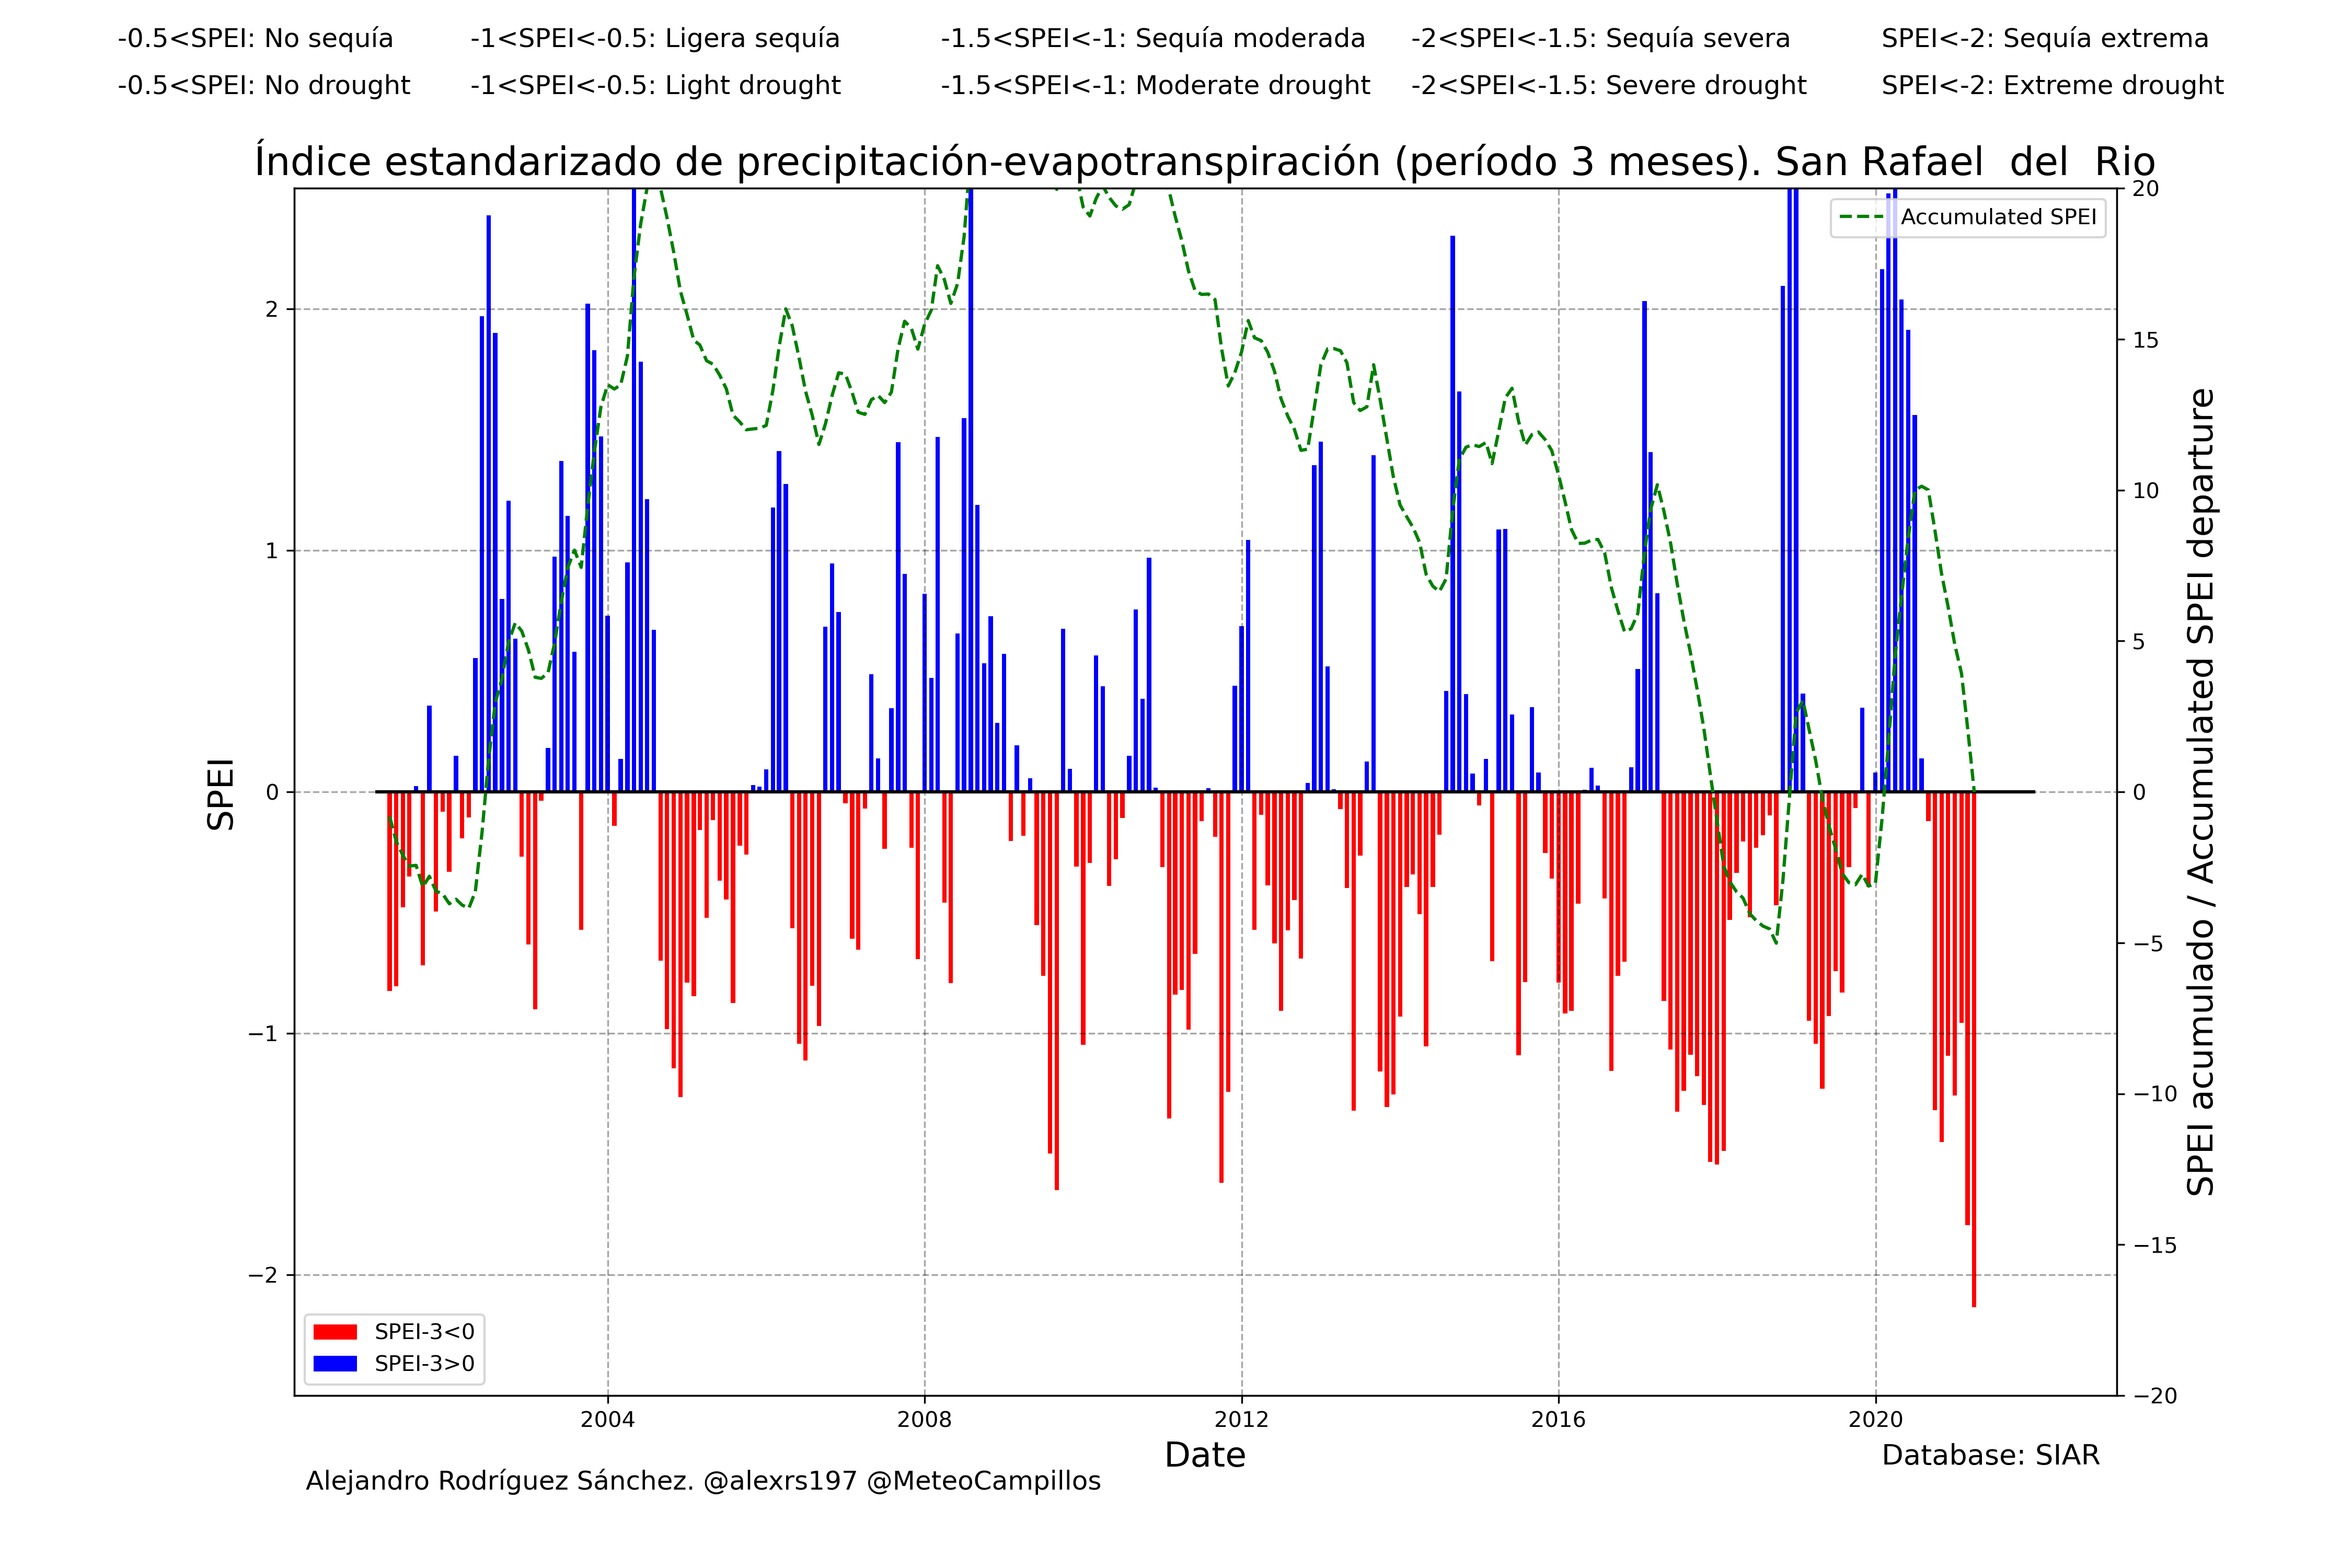 -0.5<SPEI: No sequía -1<SPEI<-0.5: Ligera sequía -1.5<SPEI<-1: Sequía moderada -2<SPEI<-1.5: Sequía severa SPEI<-2: Sequía extrema
-0.5<SPEI: No drought -1<SPEI<-0.5: Light drought -1.5<SPEI<-1: Moderate drought -2<SPEI<-1.5: Severe drought SPEI<-2: Extreme drought
Índice estandarizado de precipitación-evapotranspiración (período 3 meses). San Rafael  del  Rio
Accumulated SPEI
SPEI
2
1
0
−1
−2
20
15
10
5
0
−5
−10
−15
−20
SPEI acumulado / Accumulated SPEI departure
SPEI-3<0
SPEI-3>0
2004 2008 2012 2016 2020
Date
Database: SIAR
Alejandro Rodríguez Sánchez. @alexrs197 @MeteoCampillos